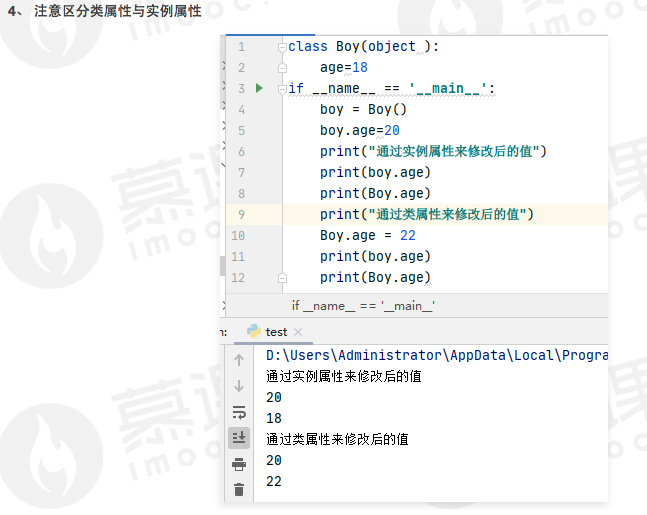 4、 注意区分类属性与实例属性
1 class Boy(object ):
2 age=18
3 if __name__ == '__main__':
4 boy = Boy()
5 boy.age=20
6 print("通过实例属性来修改后的值")
7 print(boy.age)
8 print(Boy.age)
9 print("通过类属性来修改后的值")
10 Boy.age = 22
11 print(boy.age)
12 print(Boy.age)
if __name__ == '__main__'
n: test ×
D:\Users\Administrator\AppData\Local\Progra
通过实例属性来修改后的值
20
18
通过类属性来修改后的值
20
22